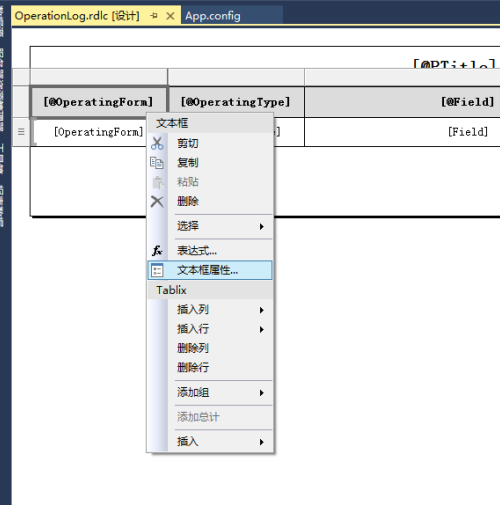 OperationLog.rdlc [设计]
App.config
[@PTitle]
[@OperatingForm]
[@OperatingType]
[@Field]
[OperatingForm]
[Field]
文本框
剪切
复制
粘贴
删除
选择
表达式...
文本框属性...
Tablix
插入列
插入行
删除列
删除行
添加组
添加总计
插入